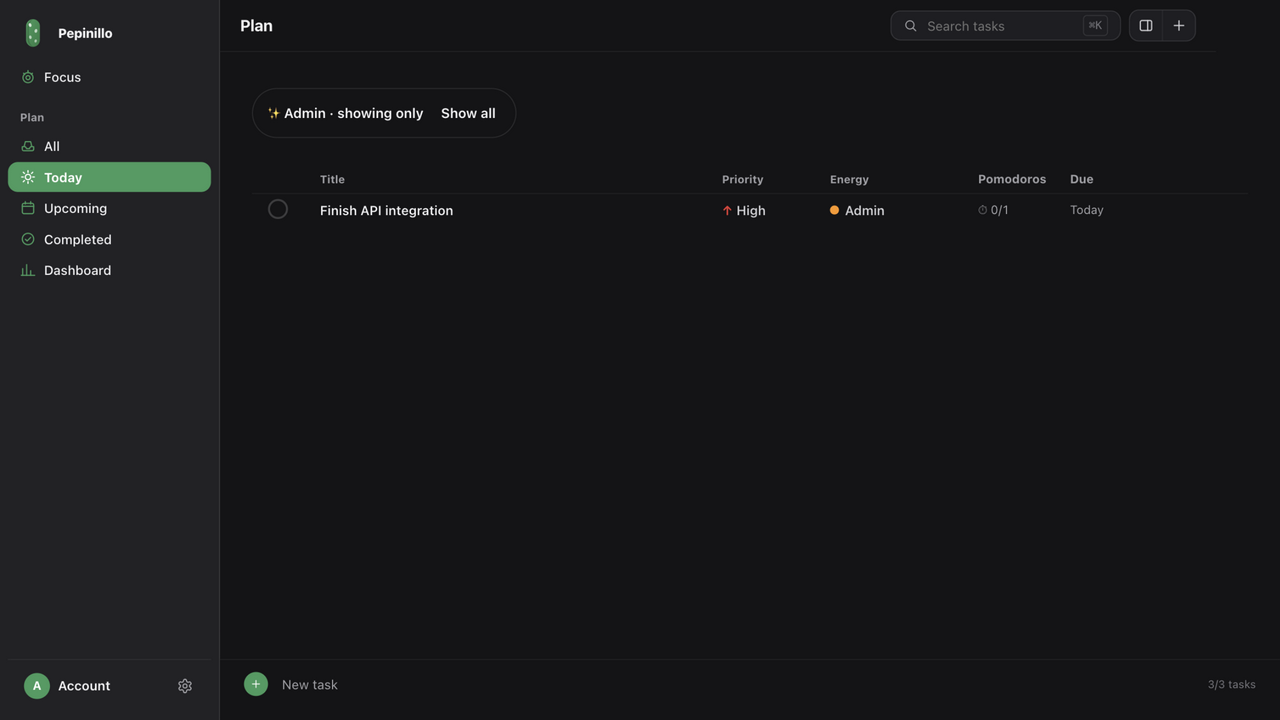 Pepinillo
Focus
Plan
All
Today
Upcoming
Completed
Dashboard
A Account
Plan
Search tasks ⌘K
✨ Admin · showing only Show all
Title Priority Energy Pomodoros Due
Finish API integration ↑ High Admin 0/1 Today
+ New task
3/3 tasks